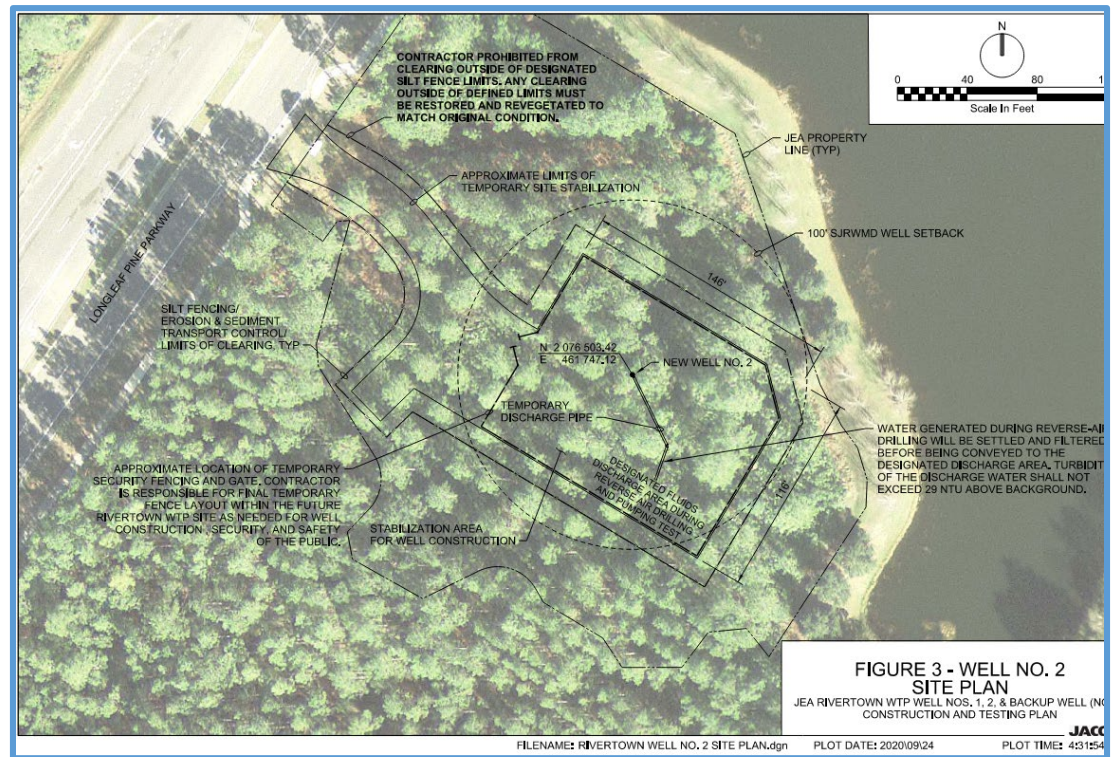 CONTRACTOR PROHIBITED FROM
CLEARING OUTSIDE OF DESIGNATED
SILT FENCE LIMITS. ANY CLEARING
OUTSIDE OF DEFINED LIMITS MUST
BE RESTORED AND REVEGETATED TO
MATCH ORIGINAL CONDITION.
N
0 40 80 1
Scale In Feet
JEA PROPERTY
LINE (TYP)
APPROXIMATE LIMITS OF
TEMPORARY SITE STABILIZATION
100' SJRWMD WELL SETBACK
LONGLEAF PINE PARKWAY
146'
SILT FENCING/
EROSION & SEDIMENT
TRANSPORT CONTROL/
LIMITS OF CLEARING, TYP
N 2 076 503.42
E 461 747.12
NEW WELL NO. 2
TEMPORARY
DISCHARGE PIPE
WATER GENERATED DURING REVERSE-AI
DRILLING WILL BE SETTLED AND FILTERED
BEFORE BEING CONVEYED TO THE
DESIGNATED DISCHARGE AREA. TURBIDIT
OF THE DISCHARGE WATER SHALL NOT
EXCEED 29 NTU ABOVE BACKGROUND.
DESIGNATED FLUIDS
DISCHARGE AREA DURING
REVERSE AIR DRILLING
AND PUMPING TEST
116'
APPROXIMATE LOCATION OF TEMPORARY
SECURITY FENCING AND GATE. CONTRACTOR
IS RESPONSIBLE FOR FINAL TEMPORARY
FENCE LAYOUT WITHIN THE FUTURE
RIVERTOWN WTP SITE AS NEEDED FOR WELL
CONSTRUCTION, SECURITY, AND SAFETY
OF THE PUBLIC.
STABILIZATION AREA
FOR WELL CONSTRUCTION
FIGURE 3 - WELL NO. 2
SITE PLAN
JEA RIVERTOWN WTP WELL NOS. 1, 2, & BACKUP WELL (NO
CONSTRUCTION AND TESTING PLAN
JACO
FILENAME: RIVERTOWN WELL NO. 2 SITE PLAN.dgn PLOT DATE: 2020\09\24 PLOT TIME: 4:31:54